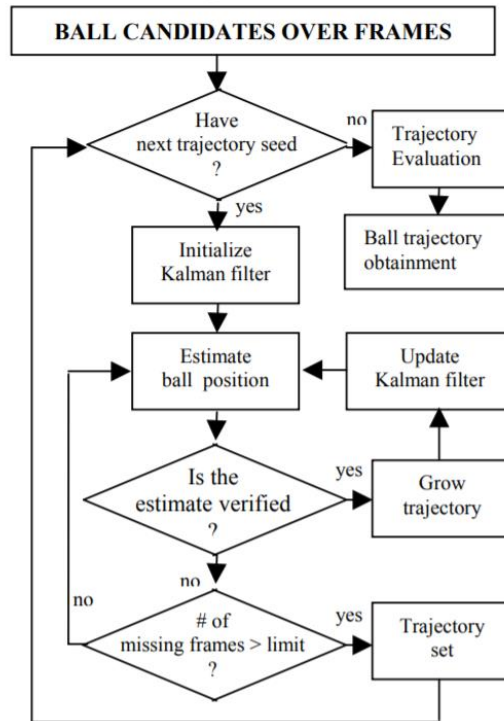 BALL CANDIDATES OVER FRAMES
Have
next trajectory seed
?
no
Trajectory
Evaluation
yes
Ball trajectory
obtainment
Initialize
Kalman filter
Estimate
ball position
Update
Kalman filter
Is the
estimate verified
?
yes
Grow
trajectory
no
no
# of
missing frames > limit
?
yes
Trajectory
set